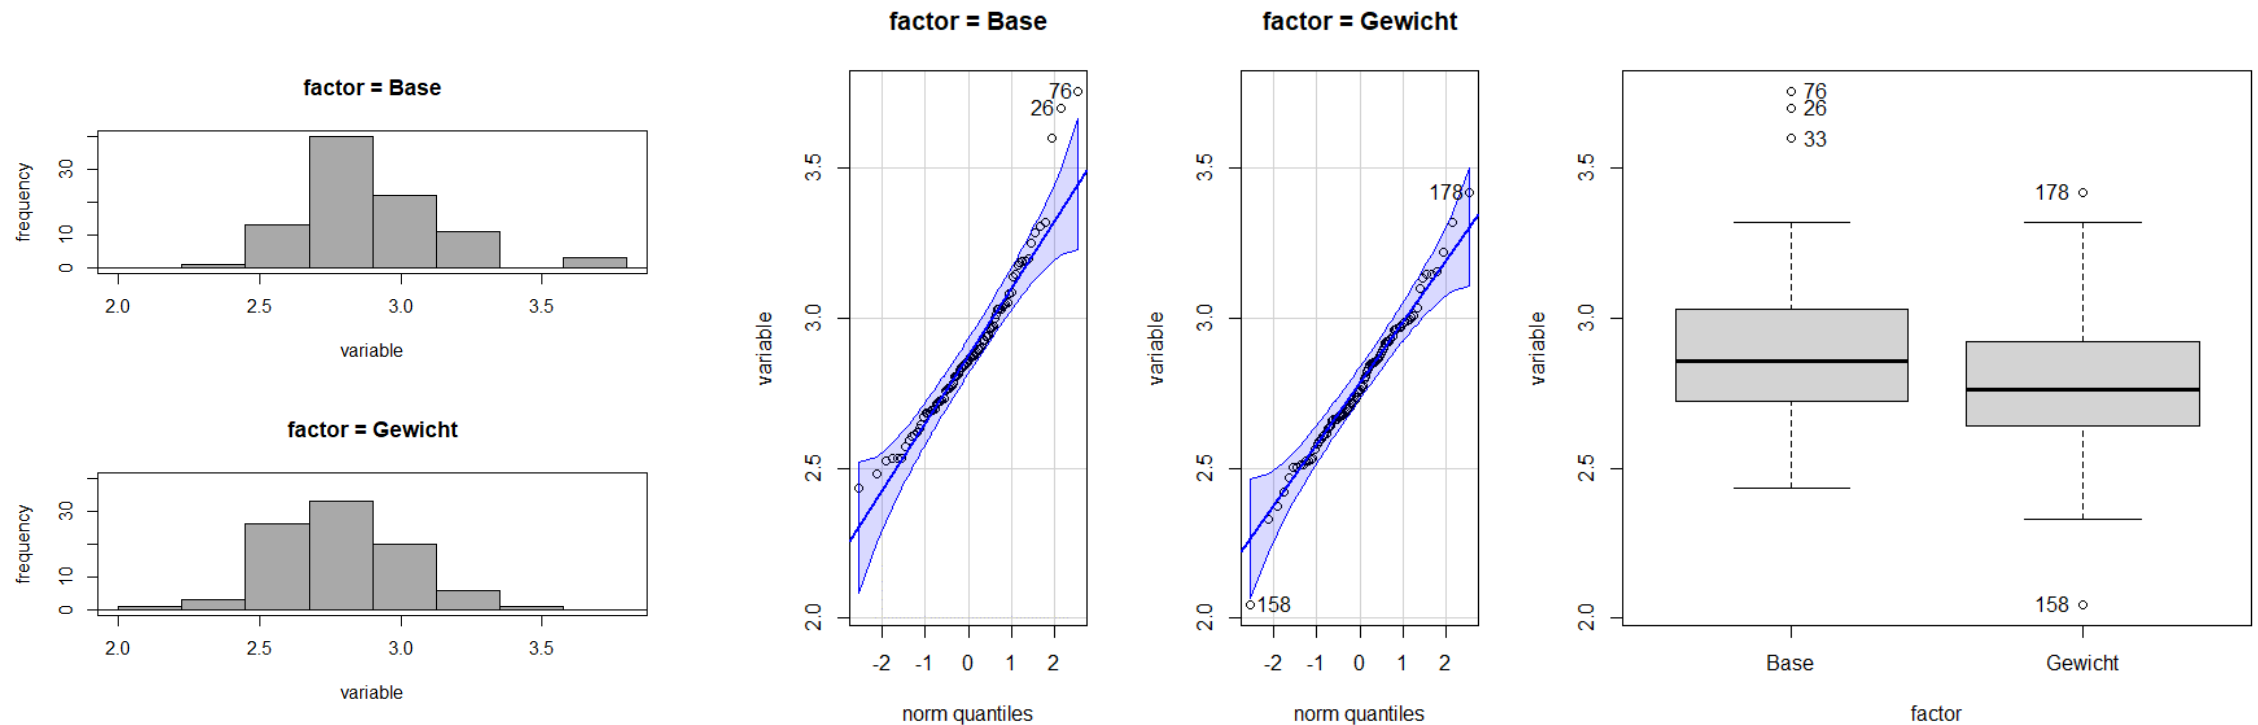 factor = Base
frequency
0 10 30
2.0 2.5 3.0 3.5
variable
factor = Gewicht
frequency
0 10 30
2.0 2.5 3.0 3.5
variable
factor = Base
variable
2.0 2.5 3.0 3.5
76
26
-2 -1 0 1 2
norm quantiles
factor = Gewicht
variable
2.0 2.5 3.0 3.5
178
158
-2 -1 0 1 2
norm quantiles
variable
2.0 2.5 3.0 3.5
76
26
33
178
158
Base Gewicht
factor